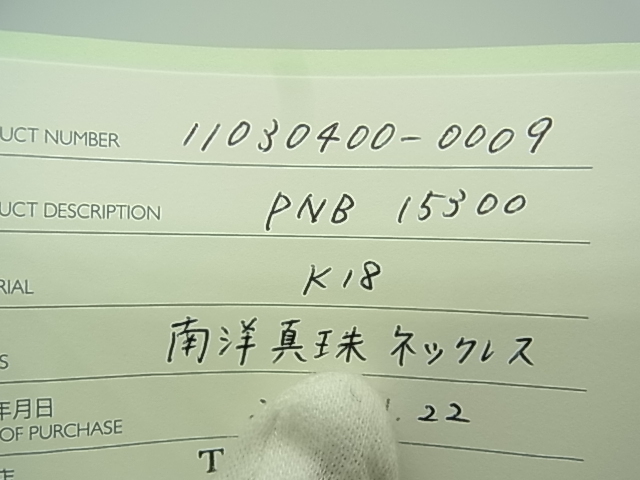 UCT NUMBER 11030400-0009
UCT DESCRIPTION PNB 15300
RIAL K18
S 南洋真珠 ネックレス
年月日
OF PURCHASE . 22
T